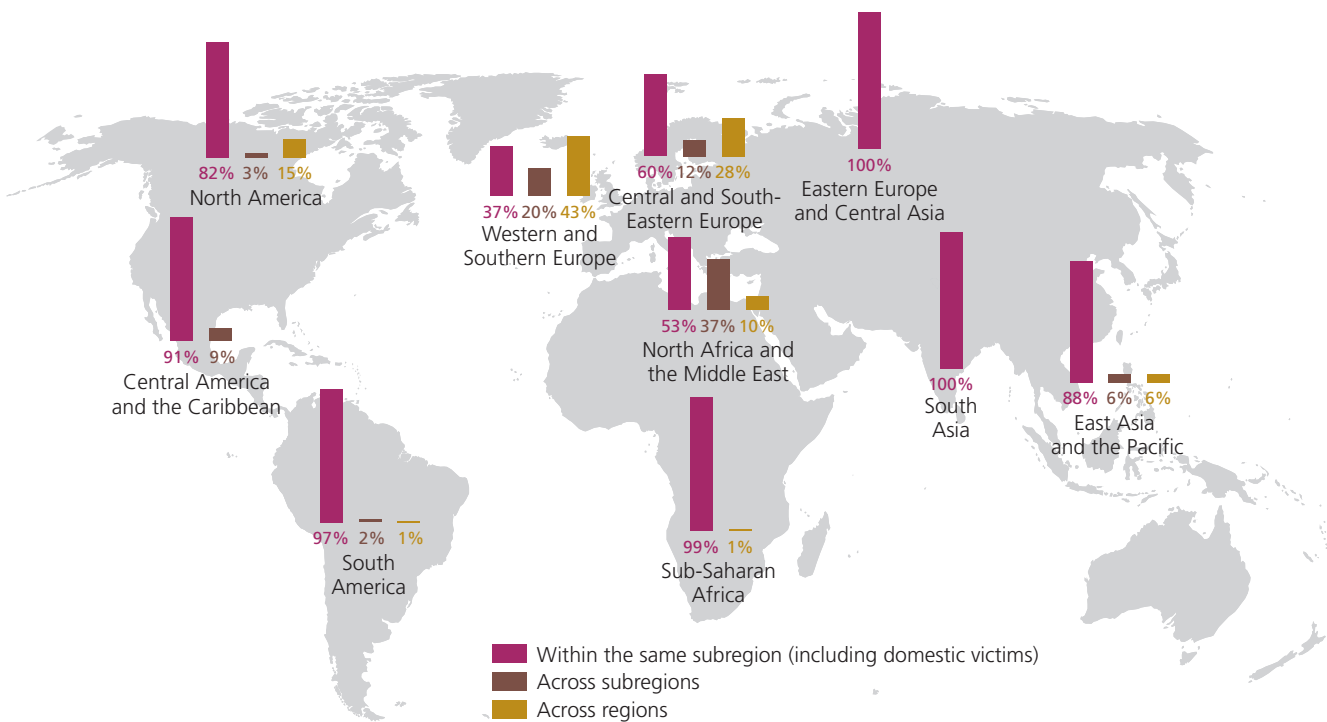 82% 3% 15%
North America
37% 20% 43%
Western and
Southern Europe
60% 12% 28%
Central and South-
Eastern Europe
100%
Eastern Europe
and Central Asia
91% 9%
Central America
and the Caribbean
53% 37% 10%
North Africa and
the Middle East
100%
South
Asia
88% 6% 6%
East Asia
and the Pacific
97% 2% 1%
South
America
99% 1%
Sub-Saharan
Africa
Within the same subregion (including domestic victims)
Across subregions
Across regions